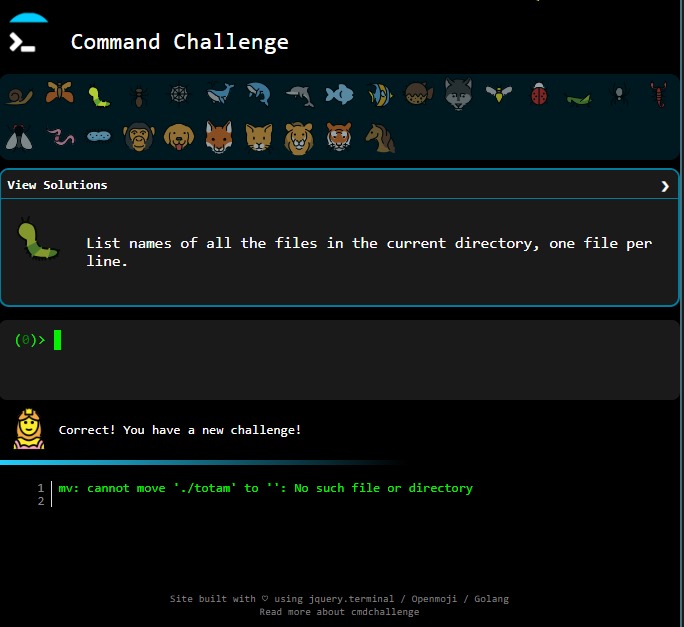 Command Challenge
View Solutions
List names of all the files in the current directory, one file per
line.
(0)>
Correct! You have a new challenge!
1 mv: cannot move './totam' to '': No such file or directory
2
Site built with ♡ using jquery.terminal / Openmoji / Golang
Read more about cmdchallenge